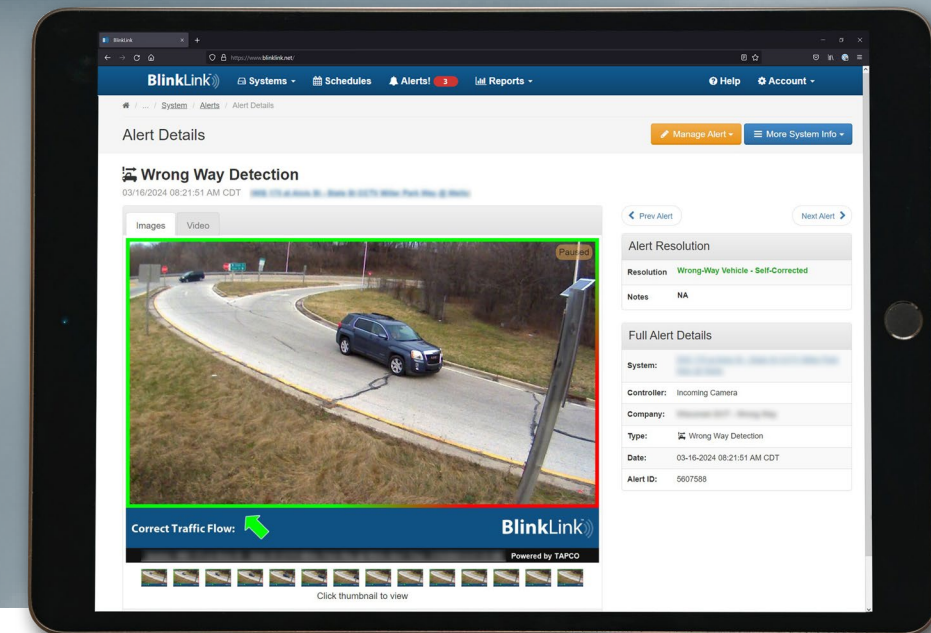 BlinkLink
https://www.blinklink.net/
BlinkLink Systems Schedules Alerts! 3 Reports Help Account
/ ... / System / Alerts / Alert Details
Alert Details
Manage Alert More System Info
Wrong Way Detection
03/16/2024 08:21:51 AM CDT
Prev Alert Next Alert
Images Video
Paused
Alert Resolution
Resolution Wrong-Way Vehicle - Self-Corrected
Notes NA
Full Alert Details
System:
Controller: Incoming Camera
Company:
Type: Wrong Way Detection
Date: 03-16-2024 08:21:51 AM CDT
Alert ID: 5607588
Correct Traffic Flow:
BlinkLink
Powered by TAPCO
Click thumbnail to view